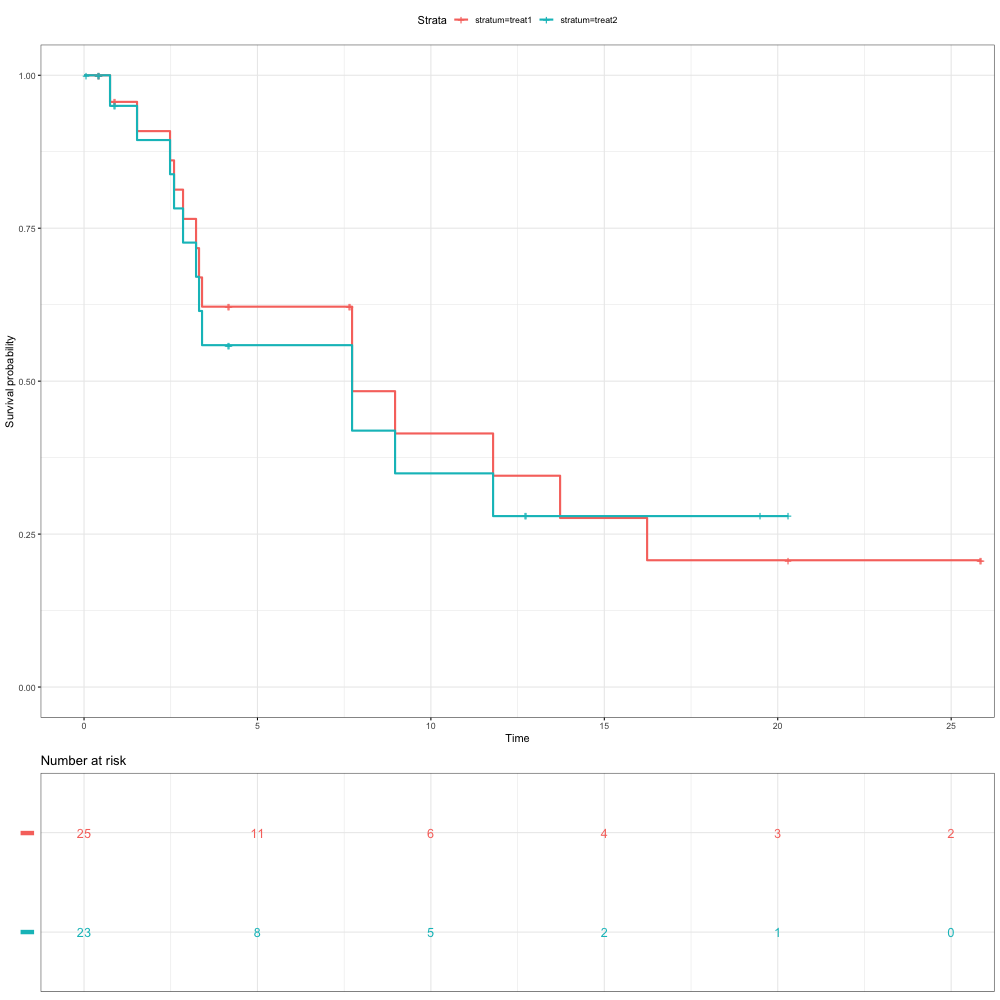 Strata stratum=treat1 stratum=treat2
Survival probability
1.00
0.75
0.50
0.25
0.00
0 5 10 15 20 25
Time
Number at risk
25 11 6 4 3 2
23 8 5 2 1 0